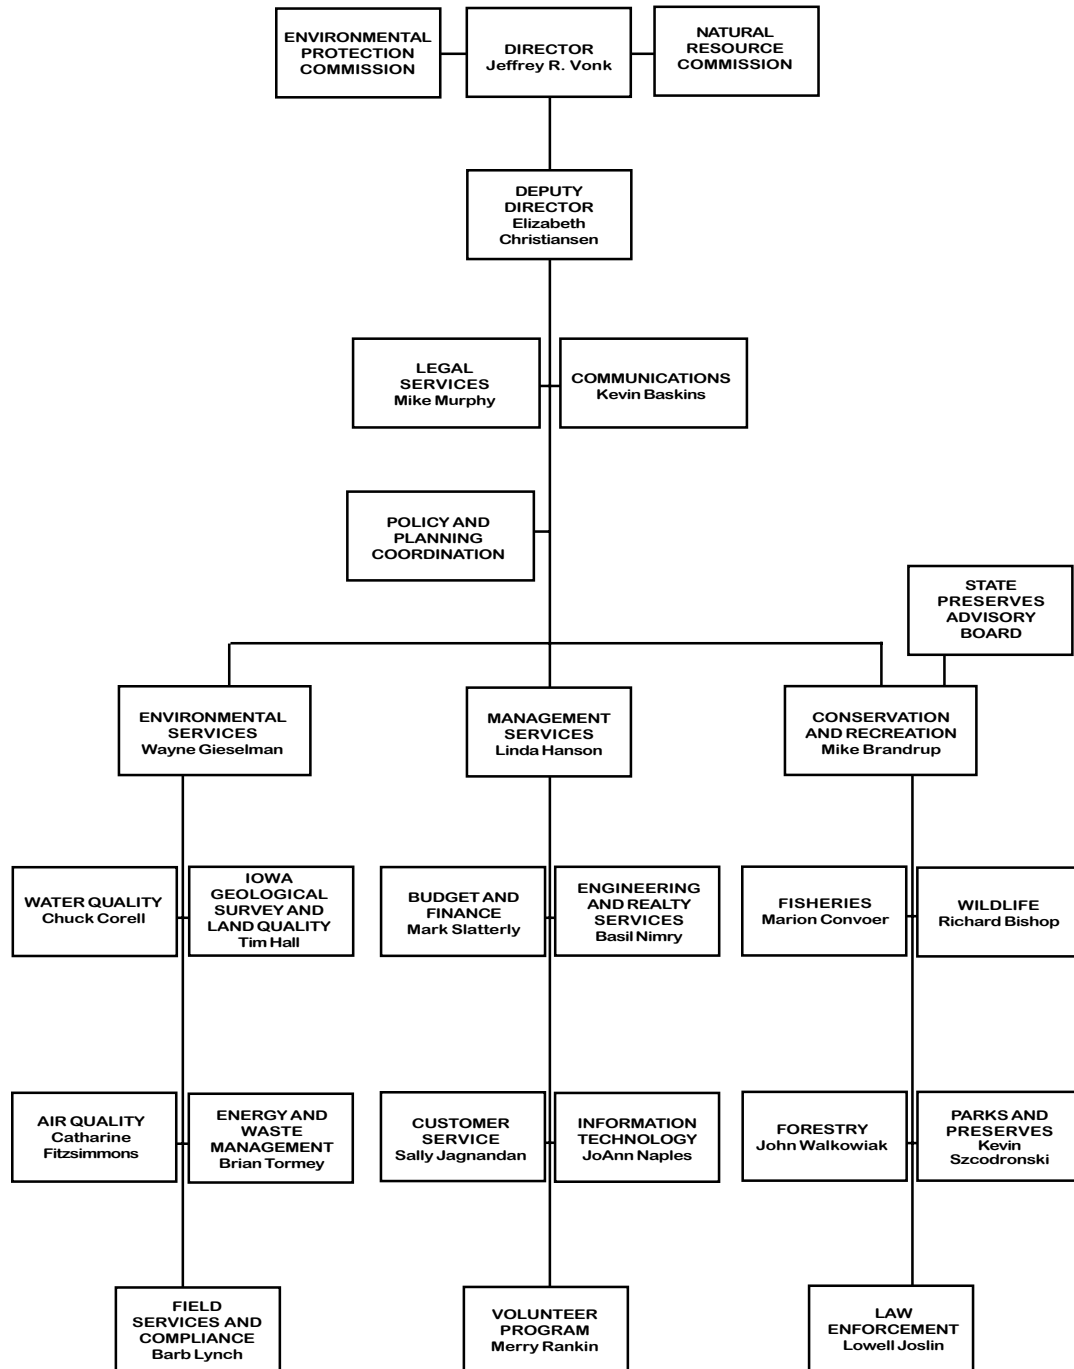 ENVIRONMENTAL
PROTECTION
COMMISSION
DIRECTOR
Jeffrey R. Vonk
NATURAL
RESOURCE
COMMISSION
DEPUTY
DIRECTOR
Elizabeth
Christiansen
LEGAL
SERVICES
Mike Murphy
COMMUNICATIONS
Kevin Baskins
POLICY AND
PLANNING
COORDINATION
STATE
PRESERVES
ADVISORY
BOARD
ENVIRONMENTAL
SERVICES
Wayne Gieselman
MANAGEMENT
SERVICES
Linda Hanson
CONSERVATION
AND RECREATION
Mike Brandrup
WATER QUALITY
Chuck Corell
IOWA
GEOLOGICAL
SURVEY AND
LAND QUALITY
Tim Hall
BUDGET AND
FINANCE
Mark Slatterly
ENGINEERING
AND REALTY
SERVICES
Basil Nimry
FISHERIES
Marion Convoer
WILDLIFE
Richard Bishop
AIR QUALITY
Catharine
Fitzsimmons
ENERGY AND
WASTE
MANAGEMENT
Brian Tormey
CUSTOMER
SERVICE
Sally Jagnandan
INFORMATION
TECHNOLOGY
JoAnn Naples
FORESTRY
John Walkowiak
PARKS AND
PRESERVES
Kevin
Szcodronski
FIELD
SERVICES AND
COMPLIANCE
Barb Lynch
VOLUNTEER
PROGRAM
Merry Rankin
LAW
ENFORCEMENT
Lowell Joslin